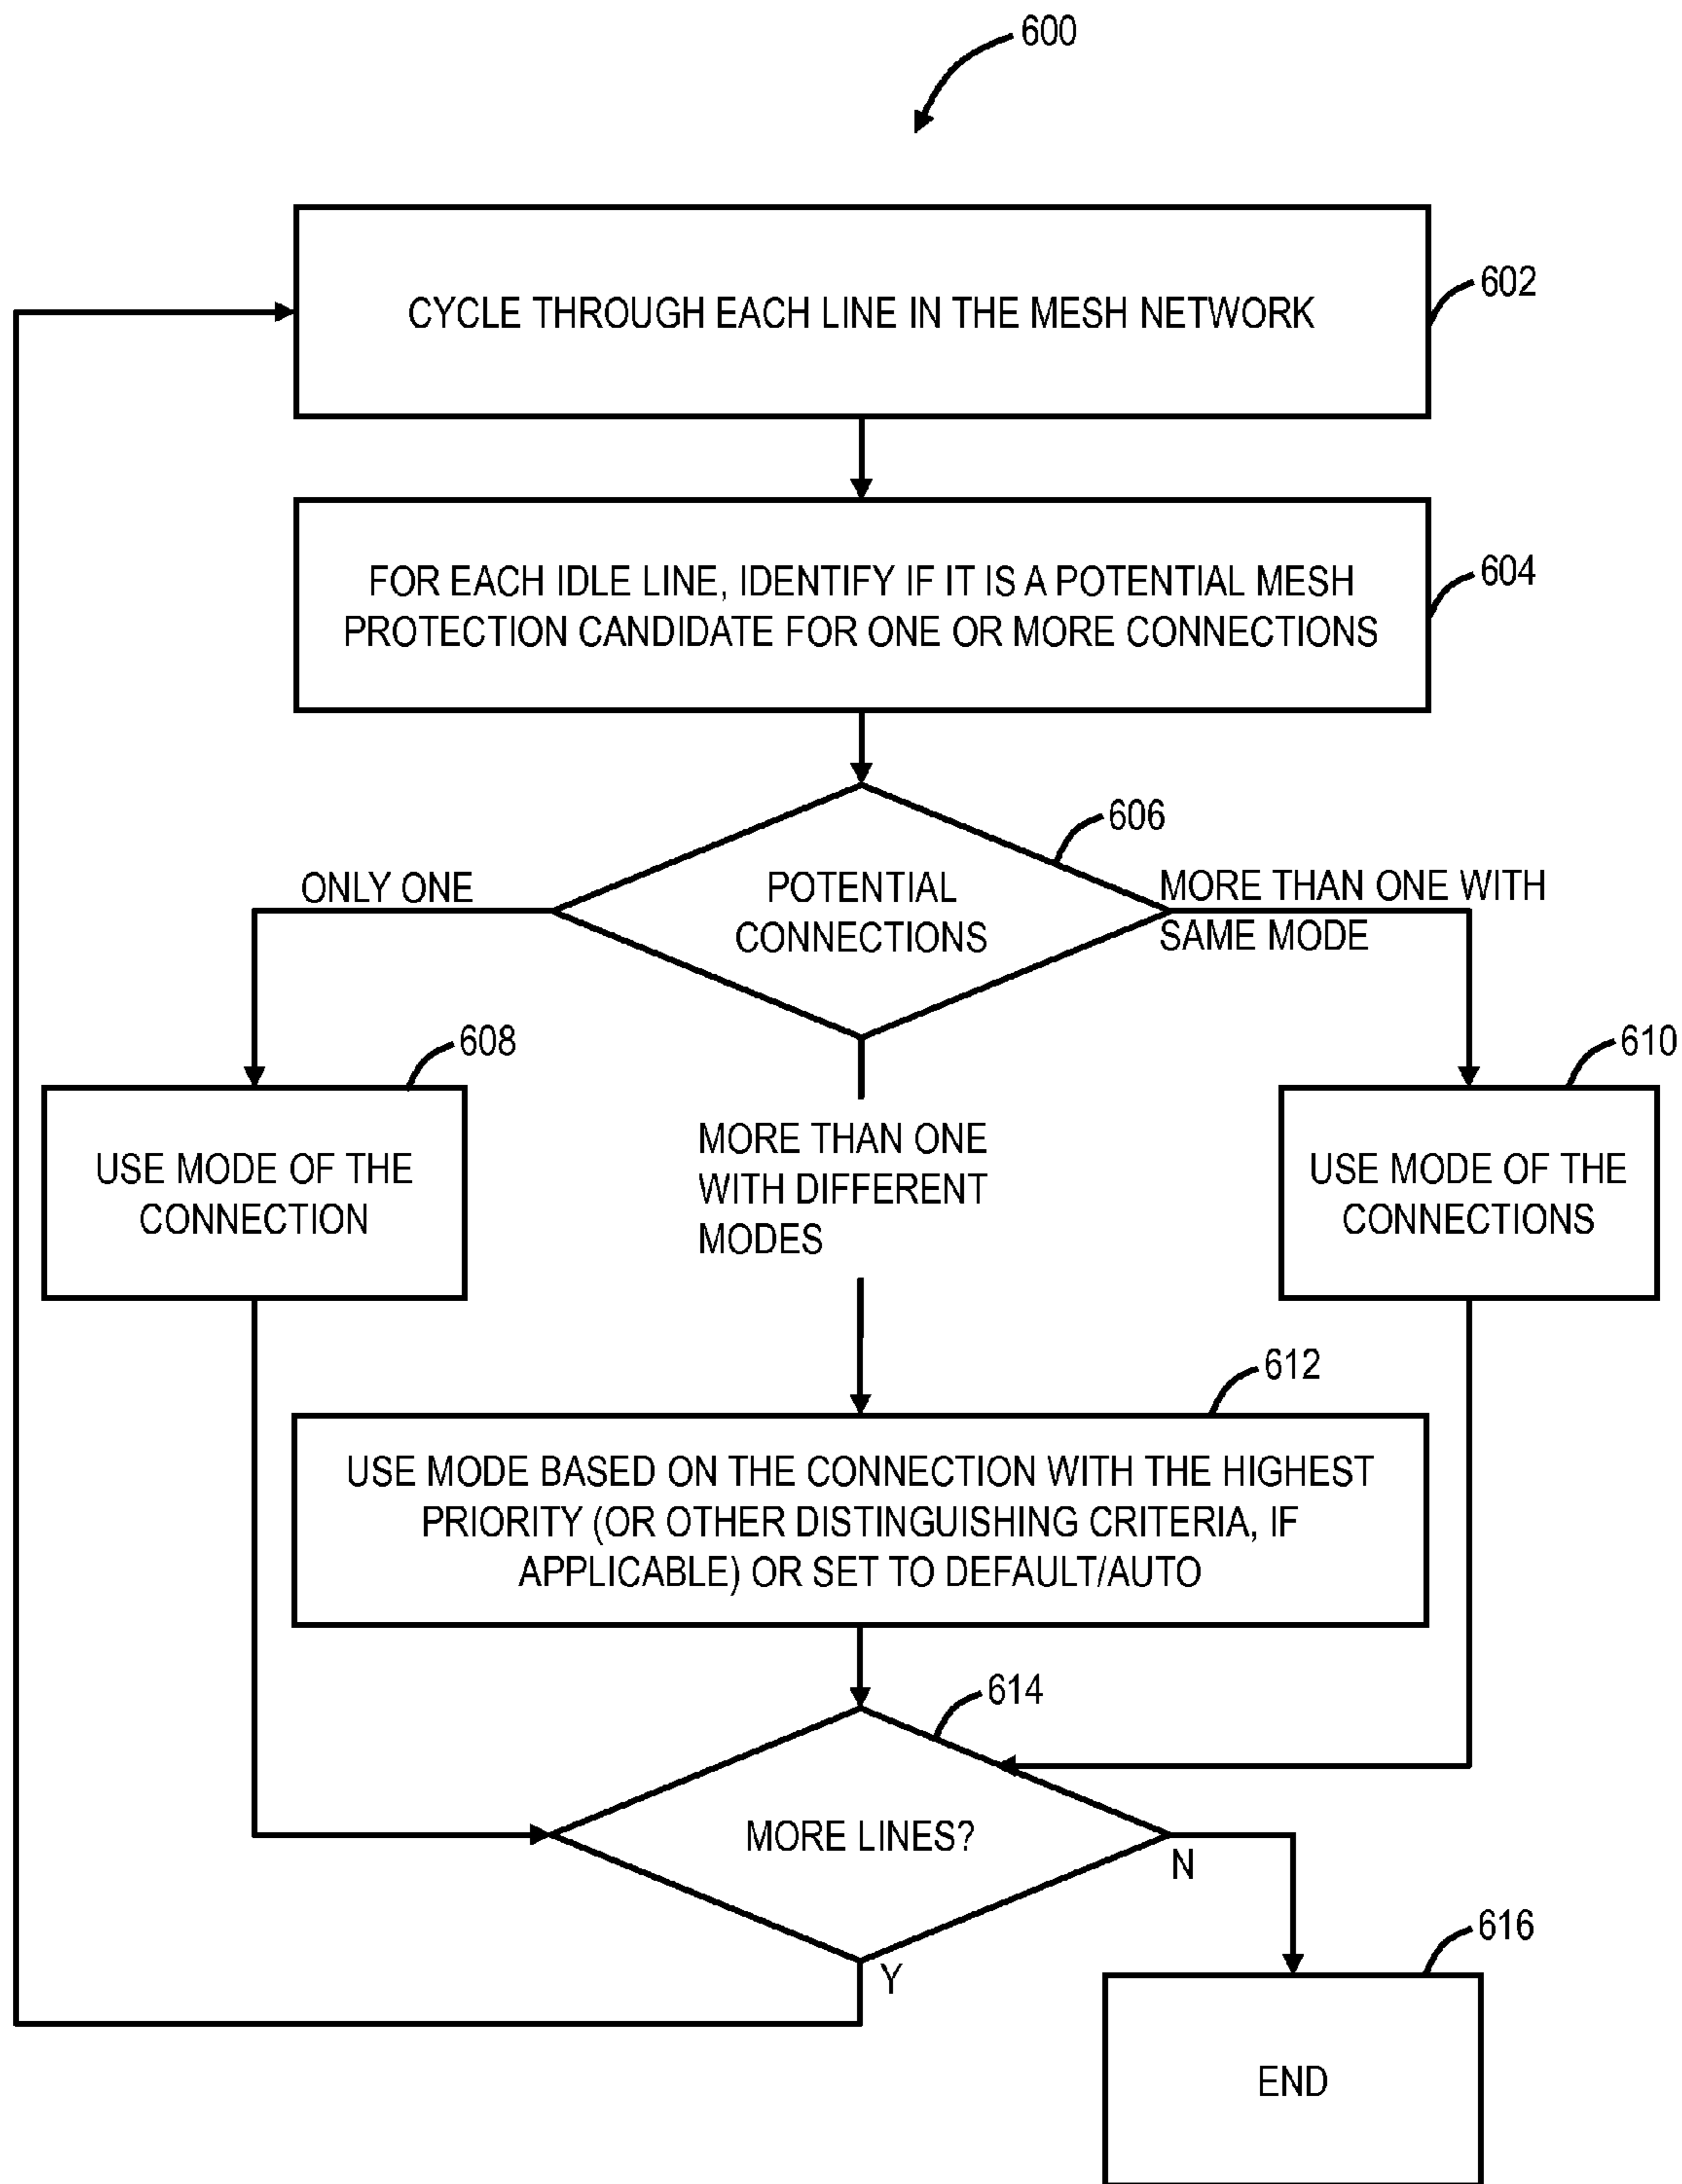 600
CYCLE THROUGH EACH LINE IN THE MESH NETWORK
602
FOR EACH IDLE LINE, IDENTIFY IF IT IS A POTENTIAL MESH
PROTECTION CANDIDATE FOR ONE OR MORE CONNECTIONS
604
606
ONLY ONE
POTENTIAL
CONNECTIONS
MORE THAN ONE WITH
SAME MODE
608
610
USE MODE OF THE
CONNECTION
MORE THAN ONE
WITH DIFFERENT
MODES
USE MODE OF THE
CONNECTIONS
612
USE MODE BASED ON THE CONNECTION WITH THE HIGHEST
PRIORITY (OR OTHER DISTINGUISHING CRITERIA, IF
APPLICABLE) OR SET TO DEFAULT/AUTO
614
MORE LINES?
N
Y
616
END